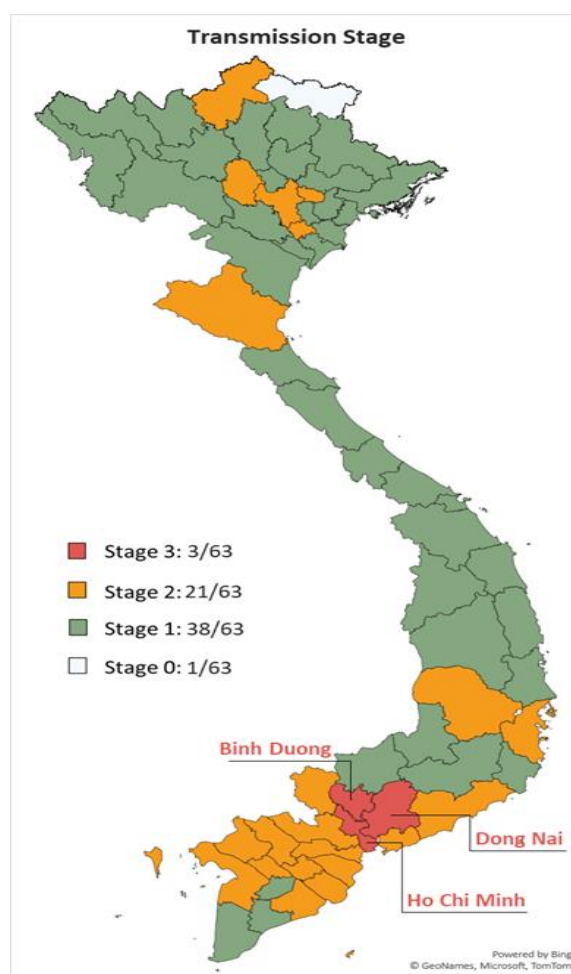 Transmission Stage
Stage 3: 3/63
Stage 2: 21/63
Stage 1: 38/63
Stage 0: 1/63
Binh Duong
Dong Nai
Ho Chi Minh
Powered by Bing
© GeoNames, Microsoft, TomTom